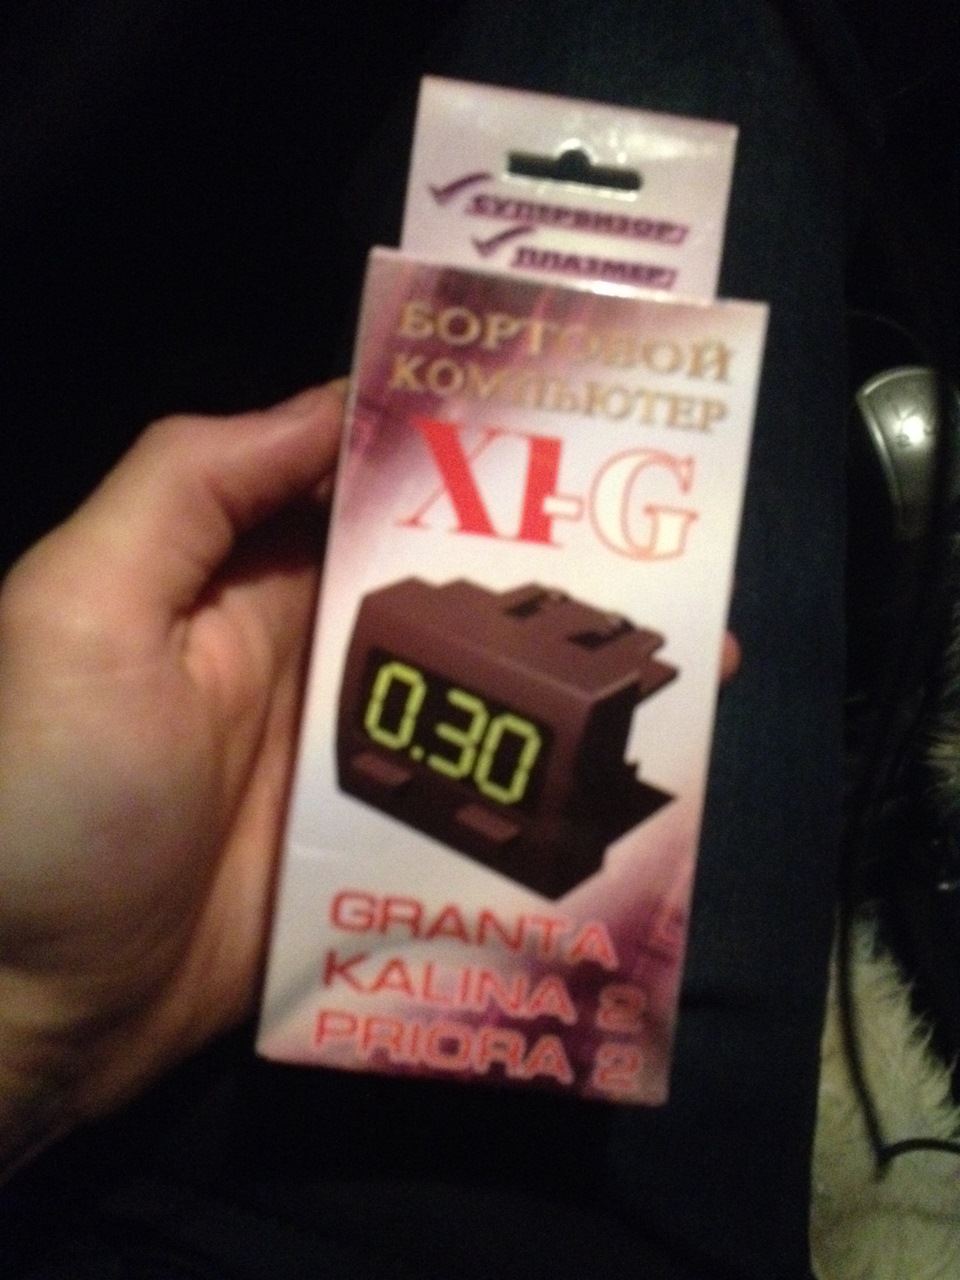 СУПЕРВИЗОР;
ПЛАЗМЕР;
БОРТОВОЙ
КОМПЬЮТЕР
X1-G
0.30
GRANTA
KALINA 2
PRIORA 2